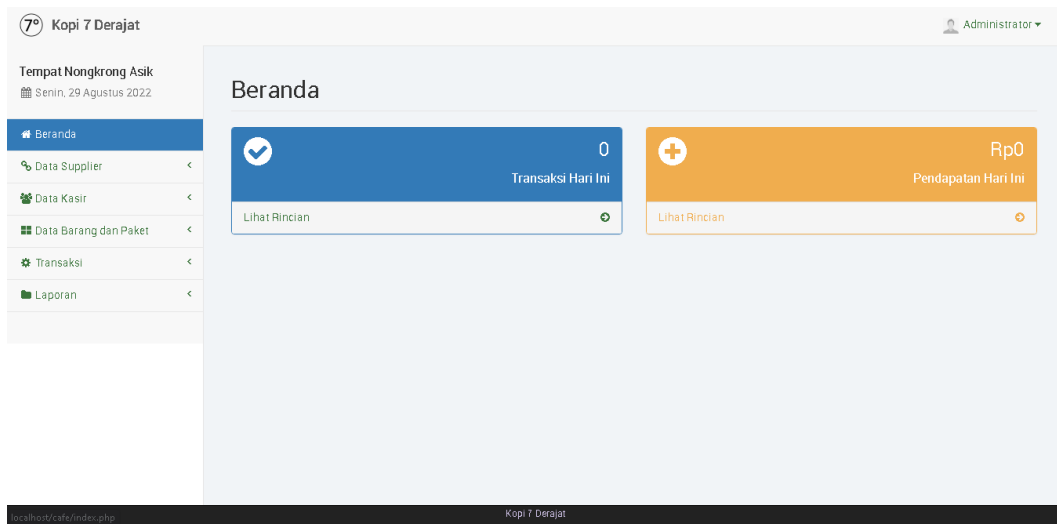 7° Kopi 7 Derajat
Administrator
Tempat Nongkrong Asik
Senin, 29 Agustus 2022
Beranda
Data Supplier
Data Kasir
Data Barang dan Paket
Transaksi
Laporan
Beranda
0
Transaksi Hari Ini
Lihat Rincian
Rp0
Pendapatan Hari Ini
Lihat Rincian
Kopi 7 Derajat
localhost/cafe/index.php